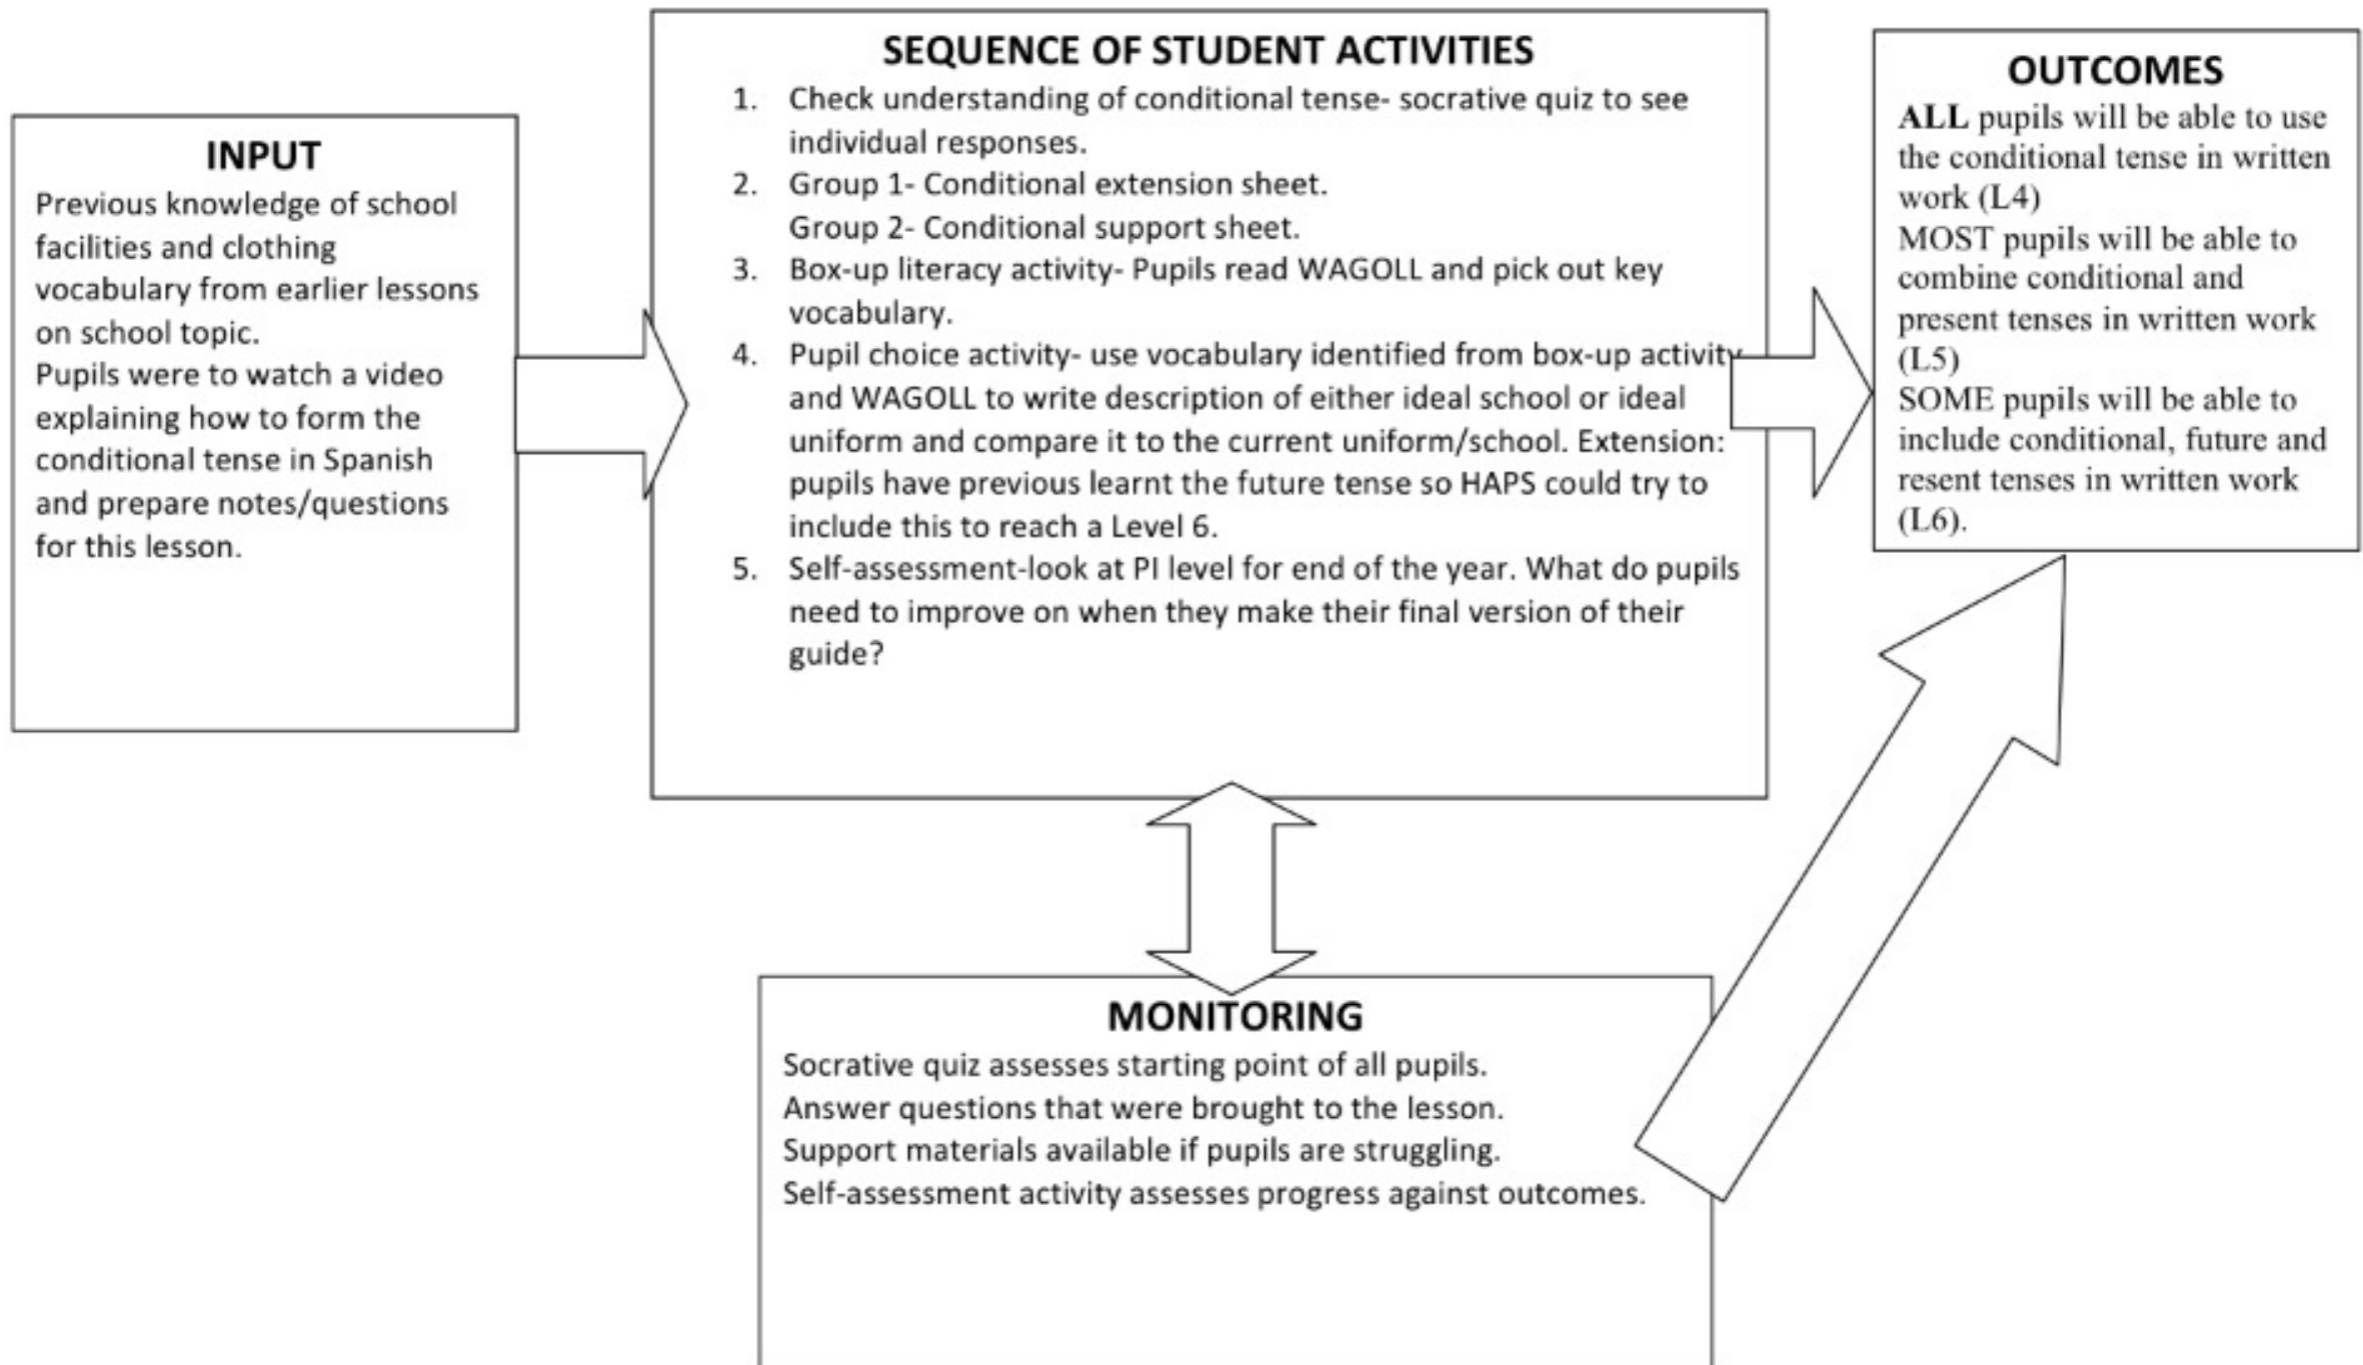 INPUT
Previous knowledge of school
facilities and clothing
vocabulary from earlier lessons
on school topic.
Pupils were to watch a video
explaining how to form the
conditional tense in Spanish
and prepare notes/questions
for this lesson.
SEQUENCE OF STUDENT ACTIVITIES
1. Check understanding of conditional tense- socrative quiz to see
individual responses.
2. Group 1- Conditional extension sheet.
Group 2- Conditional support sheet.
3. Box-up literacy activity- Pupils read WAGOLL and pick out key
vocabulary.
4. Pupil choice activity- use vocabulary identified from box-up activity
and WAGOLL to write description of either ideal school or ideal
uniform and compare it to the current uniform/school. Extension:
pupils have previous learnt the future tense so HAPS could try to
include this to reach a Level 6.
5. Self-assessment-look at PI level for end of the year. What do pupils
need to improve on when they make their final version of their
guide?
OUTCOMES
ALL pupils will be able to use
the conditional tense in written
work (L4)
MOST pupils will be able to
combine conditional and
present tenses in written work
(L5)
SOME pupils will be able to
include conditional, future and
resent tenses in written work
(L6).
MONITORING
Socrative quiz assesses starting point of all pupils.
Answer questions that were brought to the lesson.
Support materials available if pupils are struggling.
Self-assessment activity assesses progress against outcomes.